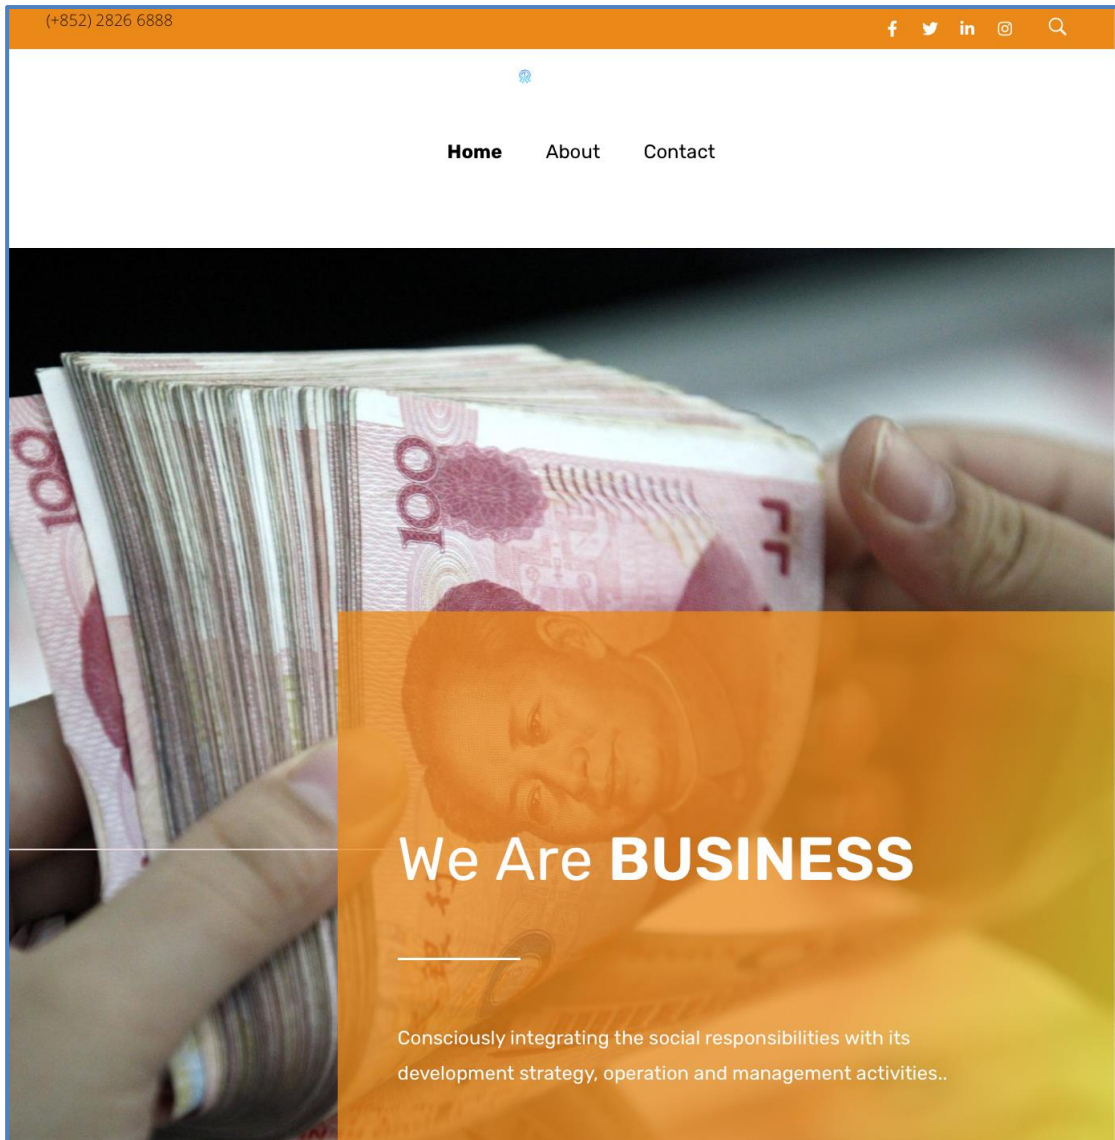 (+852) 2826 6888
Home About Contact
100
100
We Are BUSINESS
Consciously integrating the social responsibilities with its
development strategy, operation and management activities..